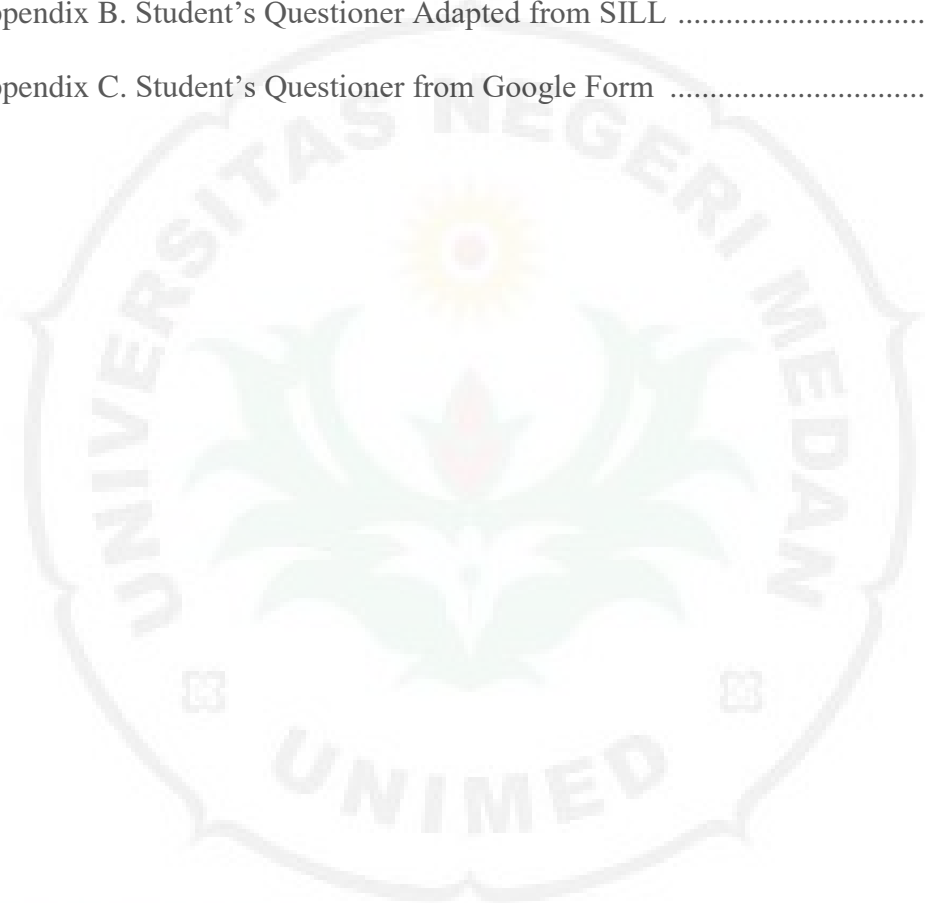 ppendix B. Student’s Questioner Adapted from SILL ...............................
ppendix C. Student’s Questioner from Google Form ................................
UNIVERSITAS NEGERI MEDAN
UNIMED